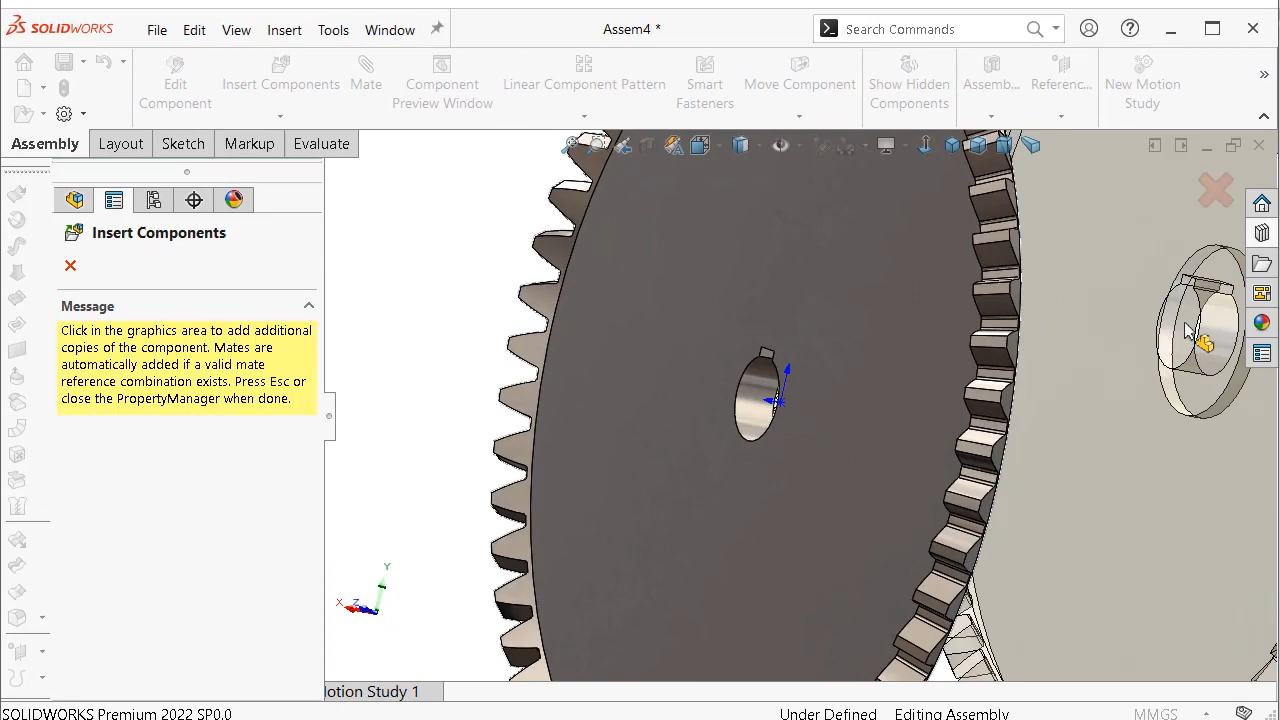 SOLIDWORKS
File
Edit
View
Insert
Tools
Window
Assem4 *
Search Commands
Edit
Component
Insert Components
Mate
Component
Preview Window
Linear Component Pattern
Smart
Fasteners
Move Component
Show Hidden
Components
Assemb...
Referenc...
New Motion
Study
Assembly
Layout
Sketch
Markup
Evaluate
Insert Components
Message
Click in the graphics area to add additional
copies of the component. Mates are
automatically added if a valid mate
reference combination exists. Press Esc or
close the PropertyManager when done.
Y
X
Z
otion Study 1
SOLIDWORKS Premium 2022 SP0.0
Under Defined
Editing Assembly
MMGS